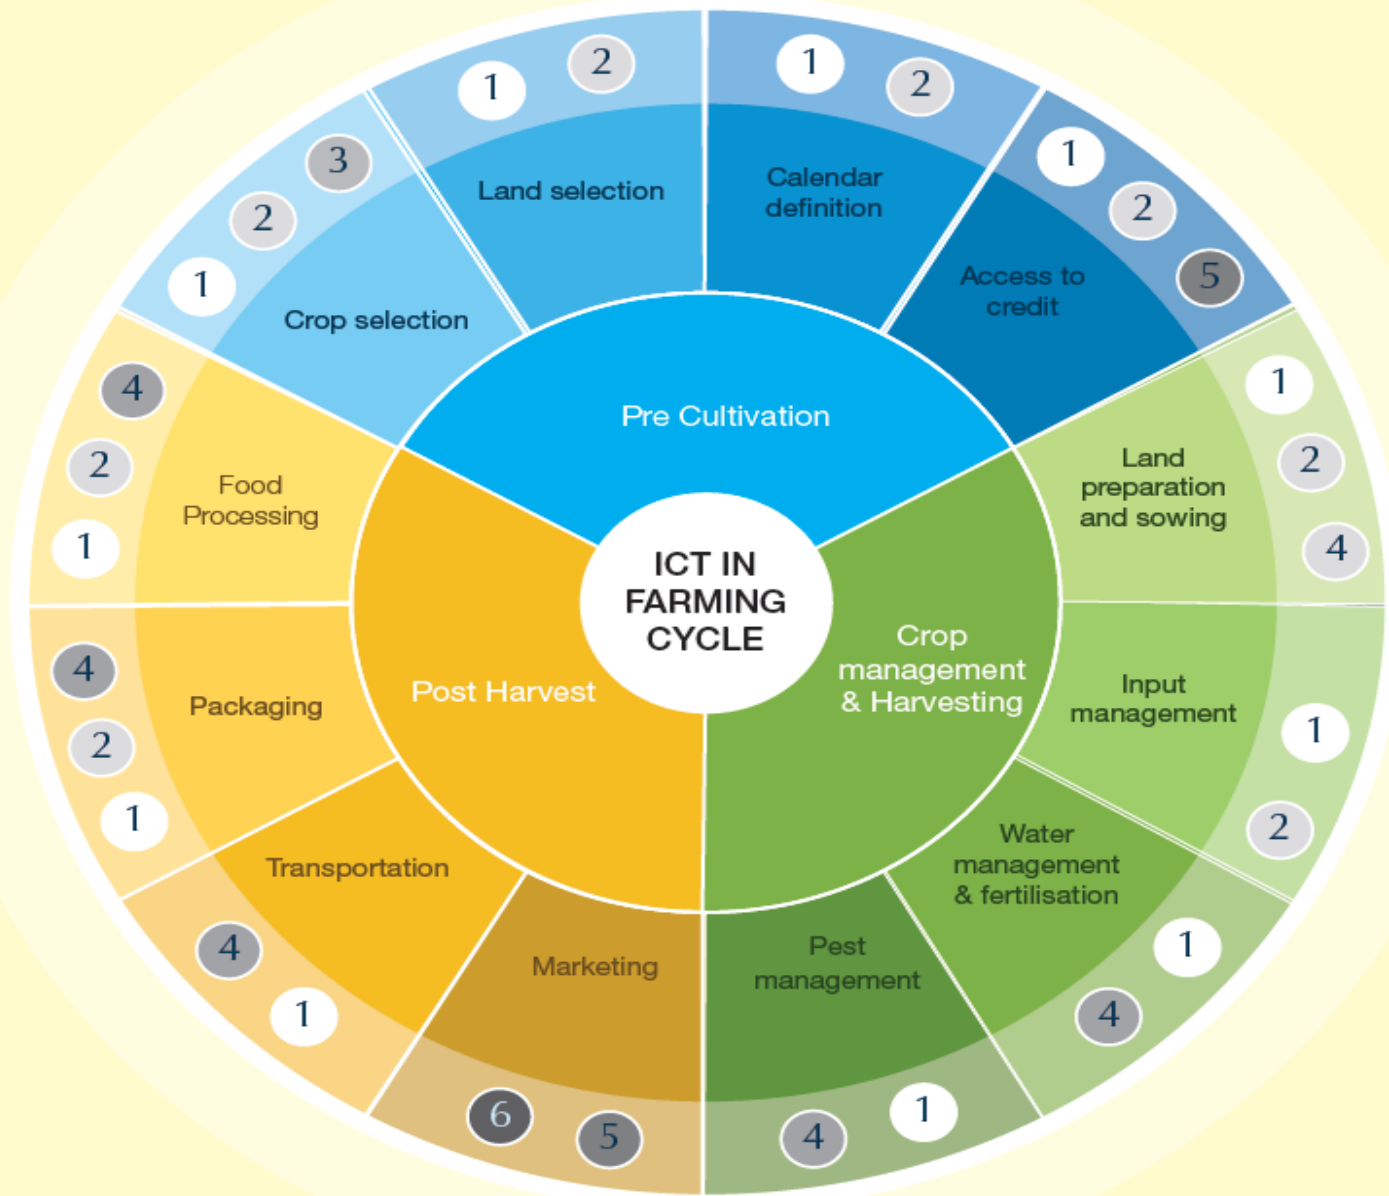 1
2
1
2
3
2
1
1
2
5
Land selection
Calendar
definition
Crop selection
Access to
credit
Pre Cultivation
4
2
1
Food
Processing
Land
preparation
and sowing
1
2
4
ICT IN
FARMING
CYCLE
Post Harvest
Crop
management
& Harvesting
4
2
1
Packaging
Input
management
1
2
Transportation
Water
management
& fertilisation
4
1
Marketing
Pest
management
1
4
6
5
4
1